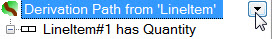 Derivation Path from 'LineItem'
LineItem#1 has Quantity